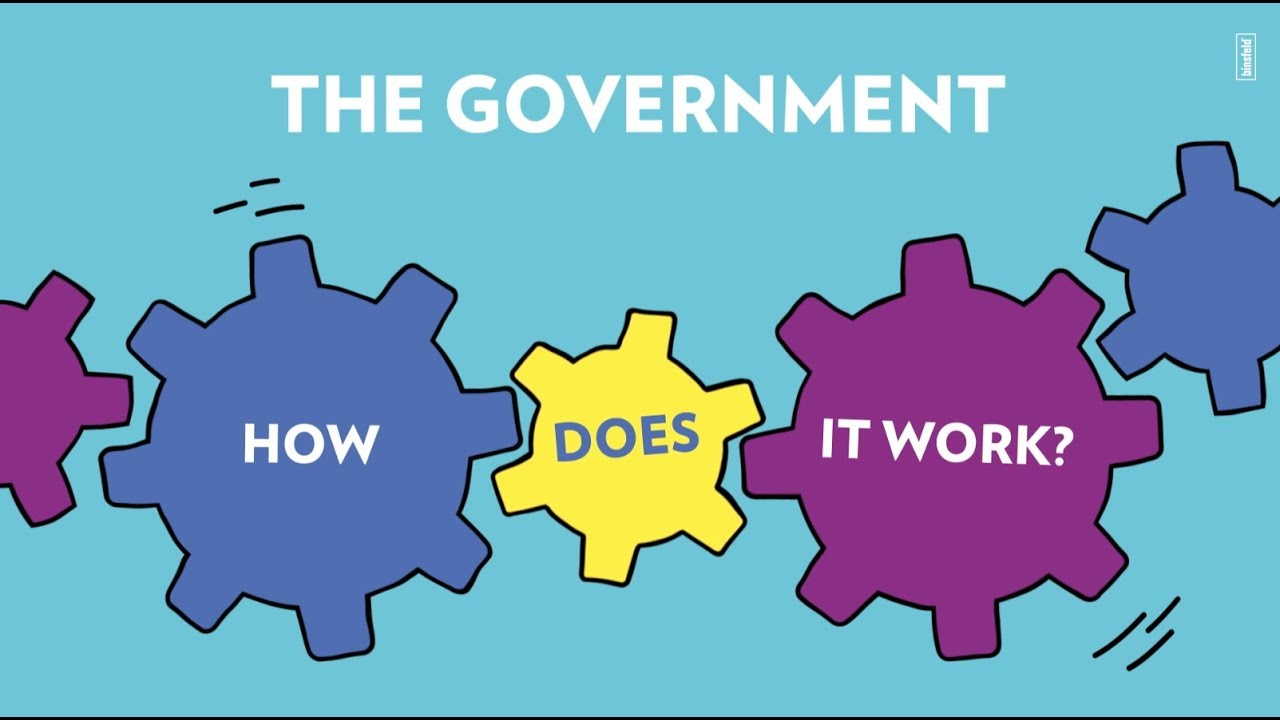 binsfeld
THE GOVERNMENT
HOW
DOES
IT WORK?